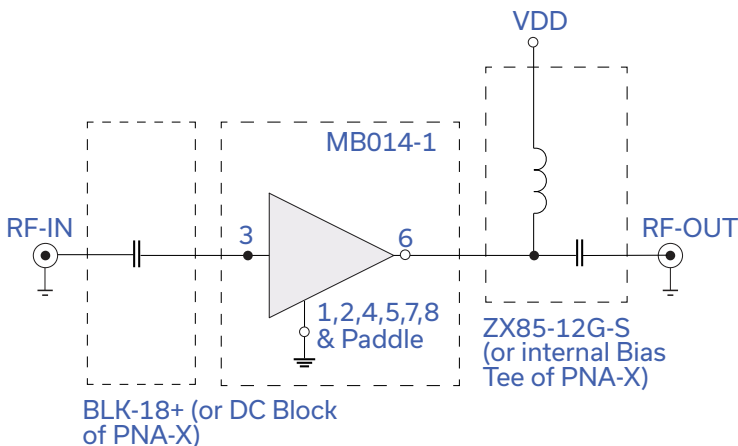 VDD
MB014-1
RF-IN
3
6
RF-OUT
1,2,4,5,7,8
& Paddle
ZX85-12G-S
(or internal Bias
Tee of PNA-X)
BLK-18+ (or DC Block
of PNA-X)